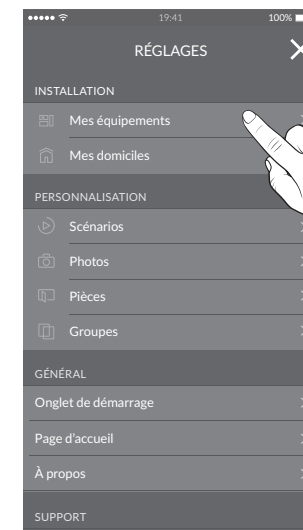 19:41 100%
RÉGLAGES
INSTALLATION
Mes équipements
Mes domiciles
PERSONNALISATION
Scénarios
Photos
Pièces
Groupes
GÉNÉRAL
Onglet de démarrage
Page d'accueil
À propos
SUPPORT